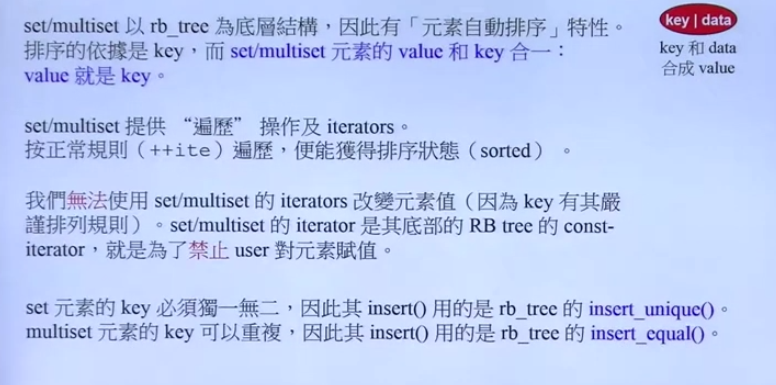 set/multiset 以 rb_tree 為底層結構，因此有「元素自動排序」特性。
排序的依據是 key，而 set/multiset 元素的 value 和 key 合一：
value 就是 key。
key | data
key 和 data
合成 value
set/multiset 提供 “遍歷” 操作及 iterators。
按正常規則（++ite）遍歷，便能獲得排序狀態（sorted）。
我們無法使用 set/multiset 的 iterators 改變元素值（因為 key 有其嚴
謹排列規則）。set/multiset 的 iterator 是其底部的 RB tree 的 const-
iterator，就是為了禁止 user 對元素賦值。
set 元素的 key 必須獨一無二，因此其 insert() 用的是 rb_tree 的 insert_unique()。
multiset 元素的 key 可以重複，因此其 insert() 用的是 rb_tree 的 insert_equal()。